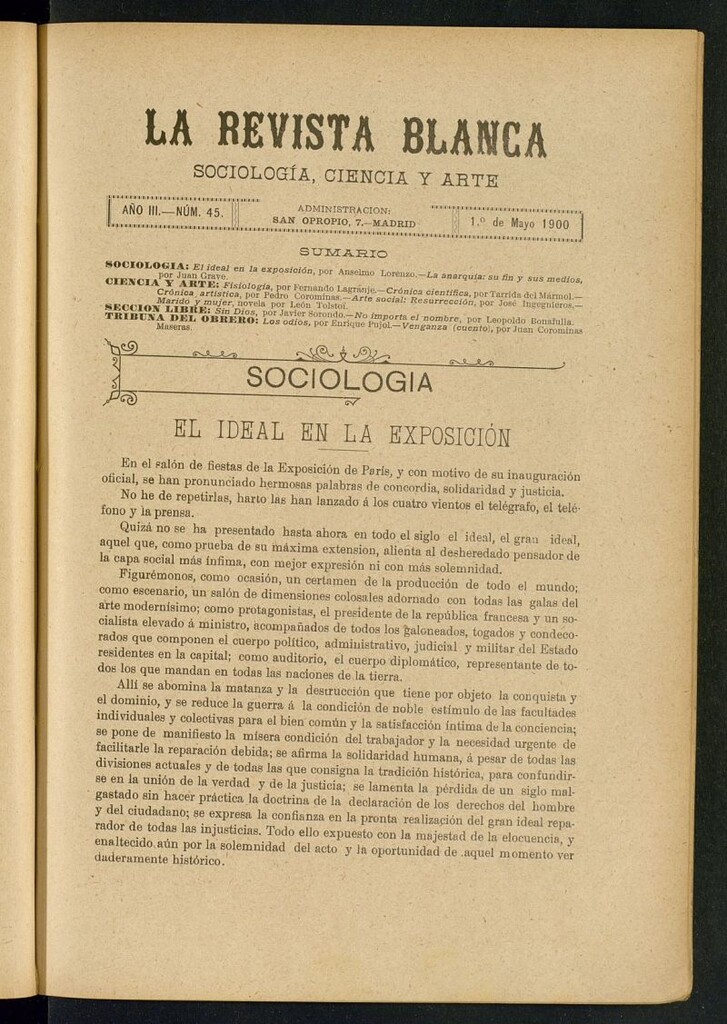 LA REVISTA BLANCA
SOCIOLOGÍA, CIENCIA Y ARTE
AÑO III.—NÚM. 45.
ADMINISTRACION:
SAN OPROPIO, 7.—MADRID
1.º de Mayo 1900
SUMARIO
SOCIOLOGIA: El ideal en la exposición, por Anselmo Lorenzo.—La anarquía: su fin y sus medios,
por Juan Grave.
CIENCIA Y ARTE: Fisiología, por Fernando Lagránje.—Crónica científica, por Tarrida del Mármol.—
Crónica artística, por Pedro Corominas.—Arte social: Resurrección, por José Ingegnieros.—
Marido y mujer, novela por León Tolstoi.
SECCION LIBRE: Sin Dios, por Javier Sorondo.—No importa el nombre, por Leopoldo Bonafulla.
TRIBUNA DEL OBRERO: Los odios, por Enrique Pujol.—Venganza (cuento), por Juan Corominas
Maseras.
SOCIOLOGIA
EL IDEAL EN LA EXPOSICIÓN
En el salón de fiestas de la Exposición de París, y con motivo de su inauguración
oficial, se han pronunciado hermosas palabras de concordia, solidaridad y justicia.
No he de repetirlas, harto las han lanzado á los cuatro vientos el telégrafo, el telé-
fono y la prensa.
Quizá no se ha presentado hasta ahora en todo el siglo el ideal, el gran ideal,
aquel que, como prueba de su máxima extension, alienta al desheredado pensador de
la capa social más ínfima, con mejor expresión ni con más solemnidad.
Figurémonos, como ocasión, un certamen de la producción de todo el mundo;
como escenario, un salón de dimensiones colosales adornado con todas las galas del
arte modernísimo; como protagonistas, el presidente de la república francesa y un so-
cialista elevado á ministro, acompañados de todos los galoneados, togados y condeco-
rados que componen el cuerpo político, administrativo, judicial y militar del Estado
residentes en la capital; como auditorio, el cuerpo diplomático, representante de to-
dos los que mandan en todas las naciones de la tierra.
Allí se abomina la matanza y la destrucción que tiene por objeto la conquista y
el dominio, y se reduce la guerra á la condición de noble estímulo de las facultades
individuales y colectivas para el bien común y la satisfacción íntima de la conciencia;
se pone de manifiesto la mísera condición del trabajador y la necesidad urgente de
facilitarle la reparación debida; se afirma la solidaridad humana, á pesar de todas las
divisiones actuales y de todas las que consigna la tradición histórica, para confundir-
se en la unión de la verdad y de la justicia; se lamenta la pérdida de un siglo mal-
gastado sin hacer práctica la doctrina de la declaración de los derechos del hombre
y del ciudadano; se expresa la confianza en la pronta realización del gran ideal repa-
rador de todas las injusticias. Todo ello expuesto con la majestad de la elocuencia, y
enaltecido aún por la solemnidad del acto y la oportunidad de aquel momento ver
daderamente histórico.